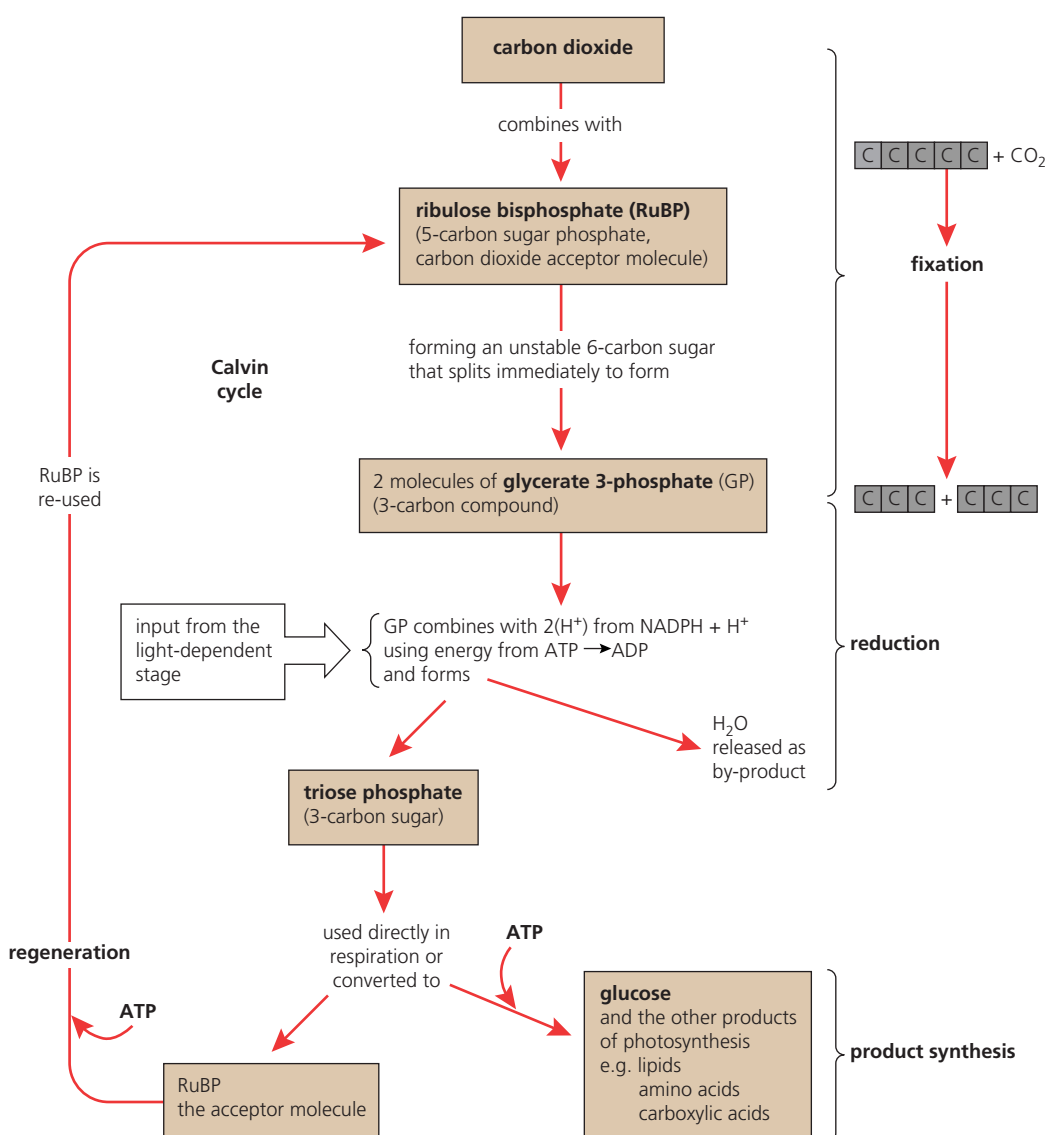 carbon dioxide
combines with
C C C C C + CO₂
ribulose bisphosphate (RuBP)
(5-carbon sugar phosphate,
carbon dioxide acceptor molecule)
fixation
forming an unstable 6-carbon sugar
that splits immediately to form
Calvin
cycle
RuBP is
re-used
2 molecules of glycerate 3-phosphate (GP)
(3-carbon compound)
C C C + C C C
input from the
light-dependent
stage
GP combines with 2(H⁺) from NADPH + H⁺
using energy from ATP → ADP
and forms
reduction
H₂O
released as
by-product
triose phosphate
(3-carbon sugar)
used directly in
respiration or
converted to
ATP
regeneration
ATP
glucose
and the other products
of photosynthesis
e.g. lipids
amino acids
carboxylic acids
product synthesis
RuBP
the acceptor molecule